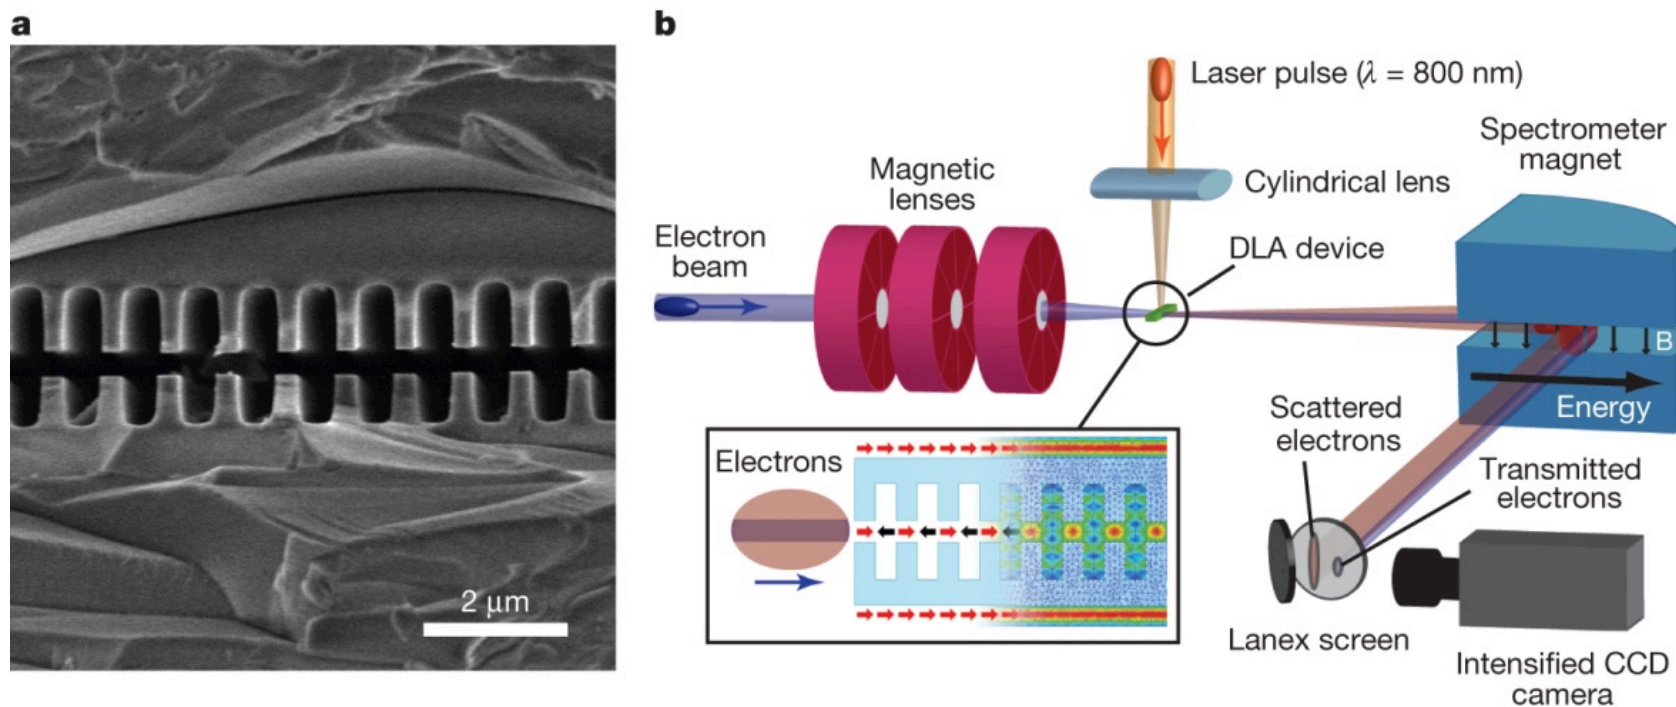 a
2 μm
b
Laser pulse (λ = 800 nm)
Spectrometer
magnet
Magnetic
lenses
Cylindrical lens
Electron
beam
DLA device
B
Energy
Scattered
electrons
Electrons
Transmitted
electrons
Lanex screen
Intensified CCD
camera